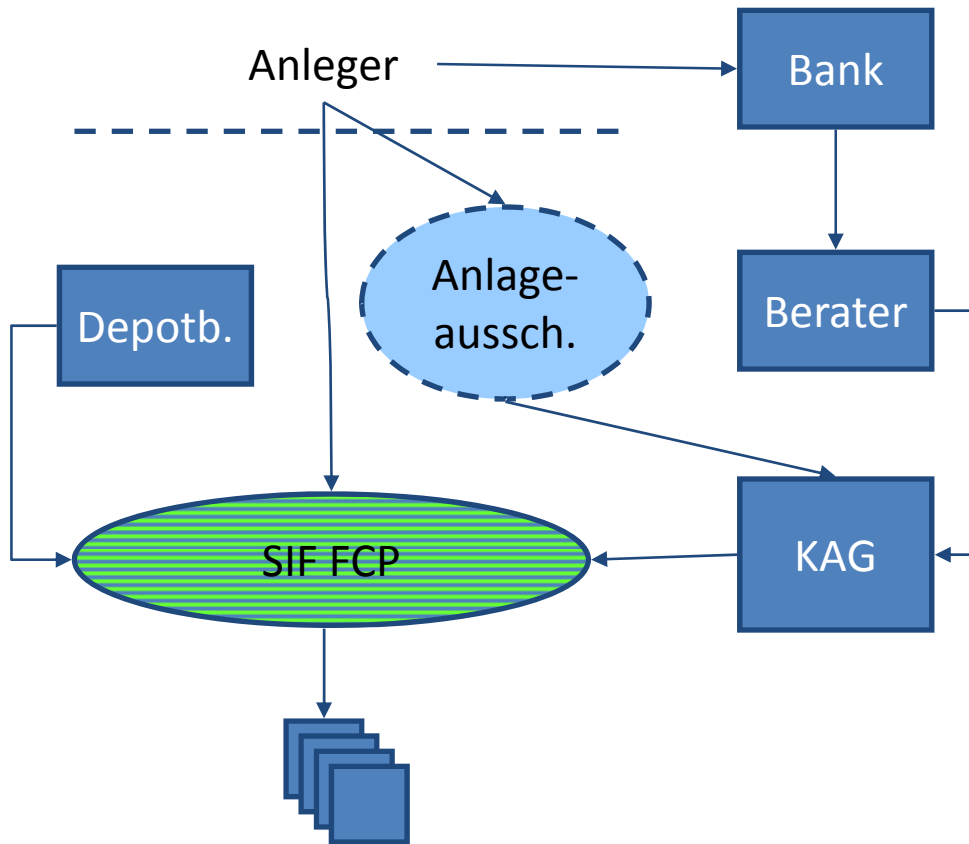 Anleger
Bank
Anlage-
aussch.
Depotb.
Berater
SIF FCP
KAG